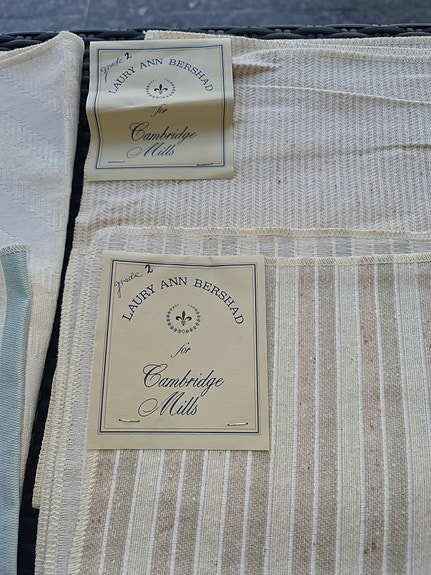 grade 2
LAURY ANN BERSHAD
for
Cambridge
Mills
grade 2
LAURY ANN BERSHAD
for
Cambridge
Mills